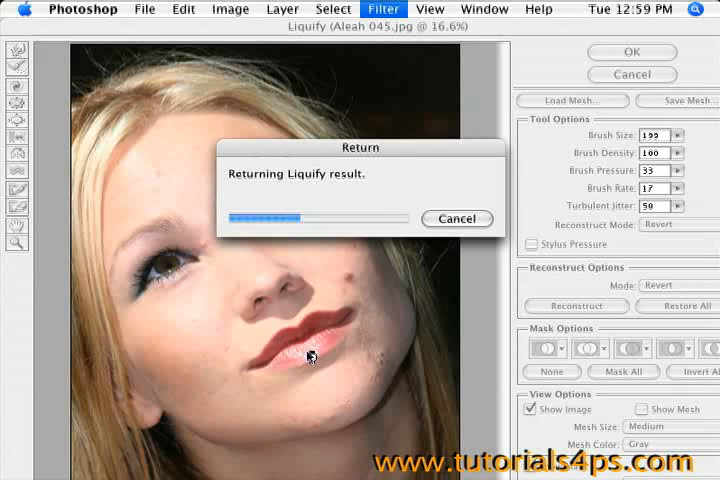 Photoshop File Edit Image Layer Select Filter View Window Help Tue 12:59 PM
Liquify (Aleah 045.jpg @ 16.6%)
OK
Cancel
Load Mesh... Save Mesh...
Tool Options
Brush Size: 199
Brush Density: 100
Brush Pressure: 33
Brush Rate: 17
Turbulent Jitter: 50
Reconstruct Mode: Revert
Stylus Pressure
Reconstruct Options
Mode: Revert
Reconstruct Restore All
Mask Options
None Mask All Invert Al
View Options
Show Image Show Mesh
Mesh Size: Medium
Mesh Color: Gray
Return
Returning Liquify result.
Cancel
www.tutorials4ps.com